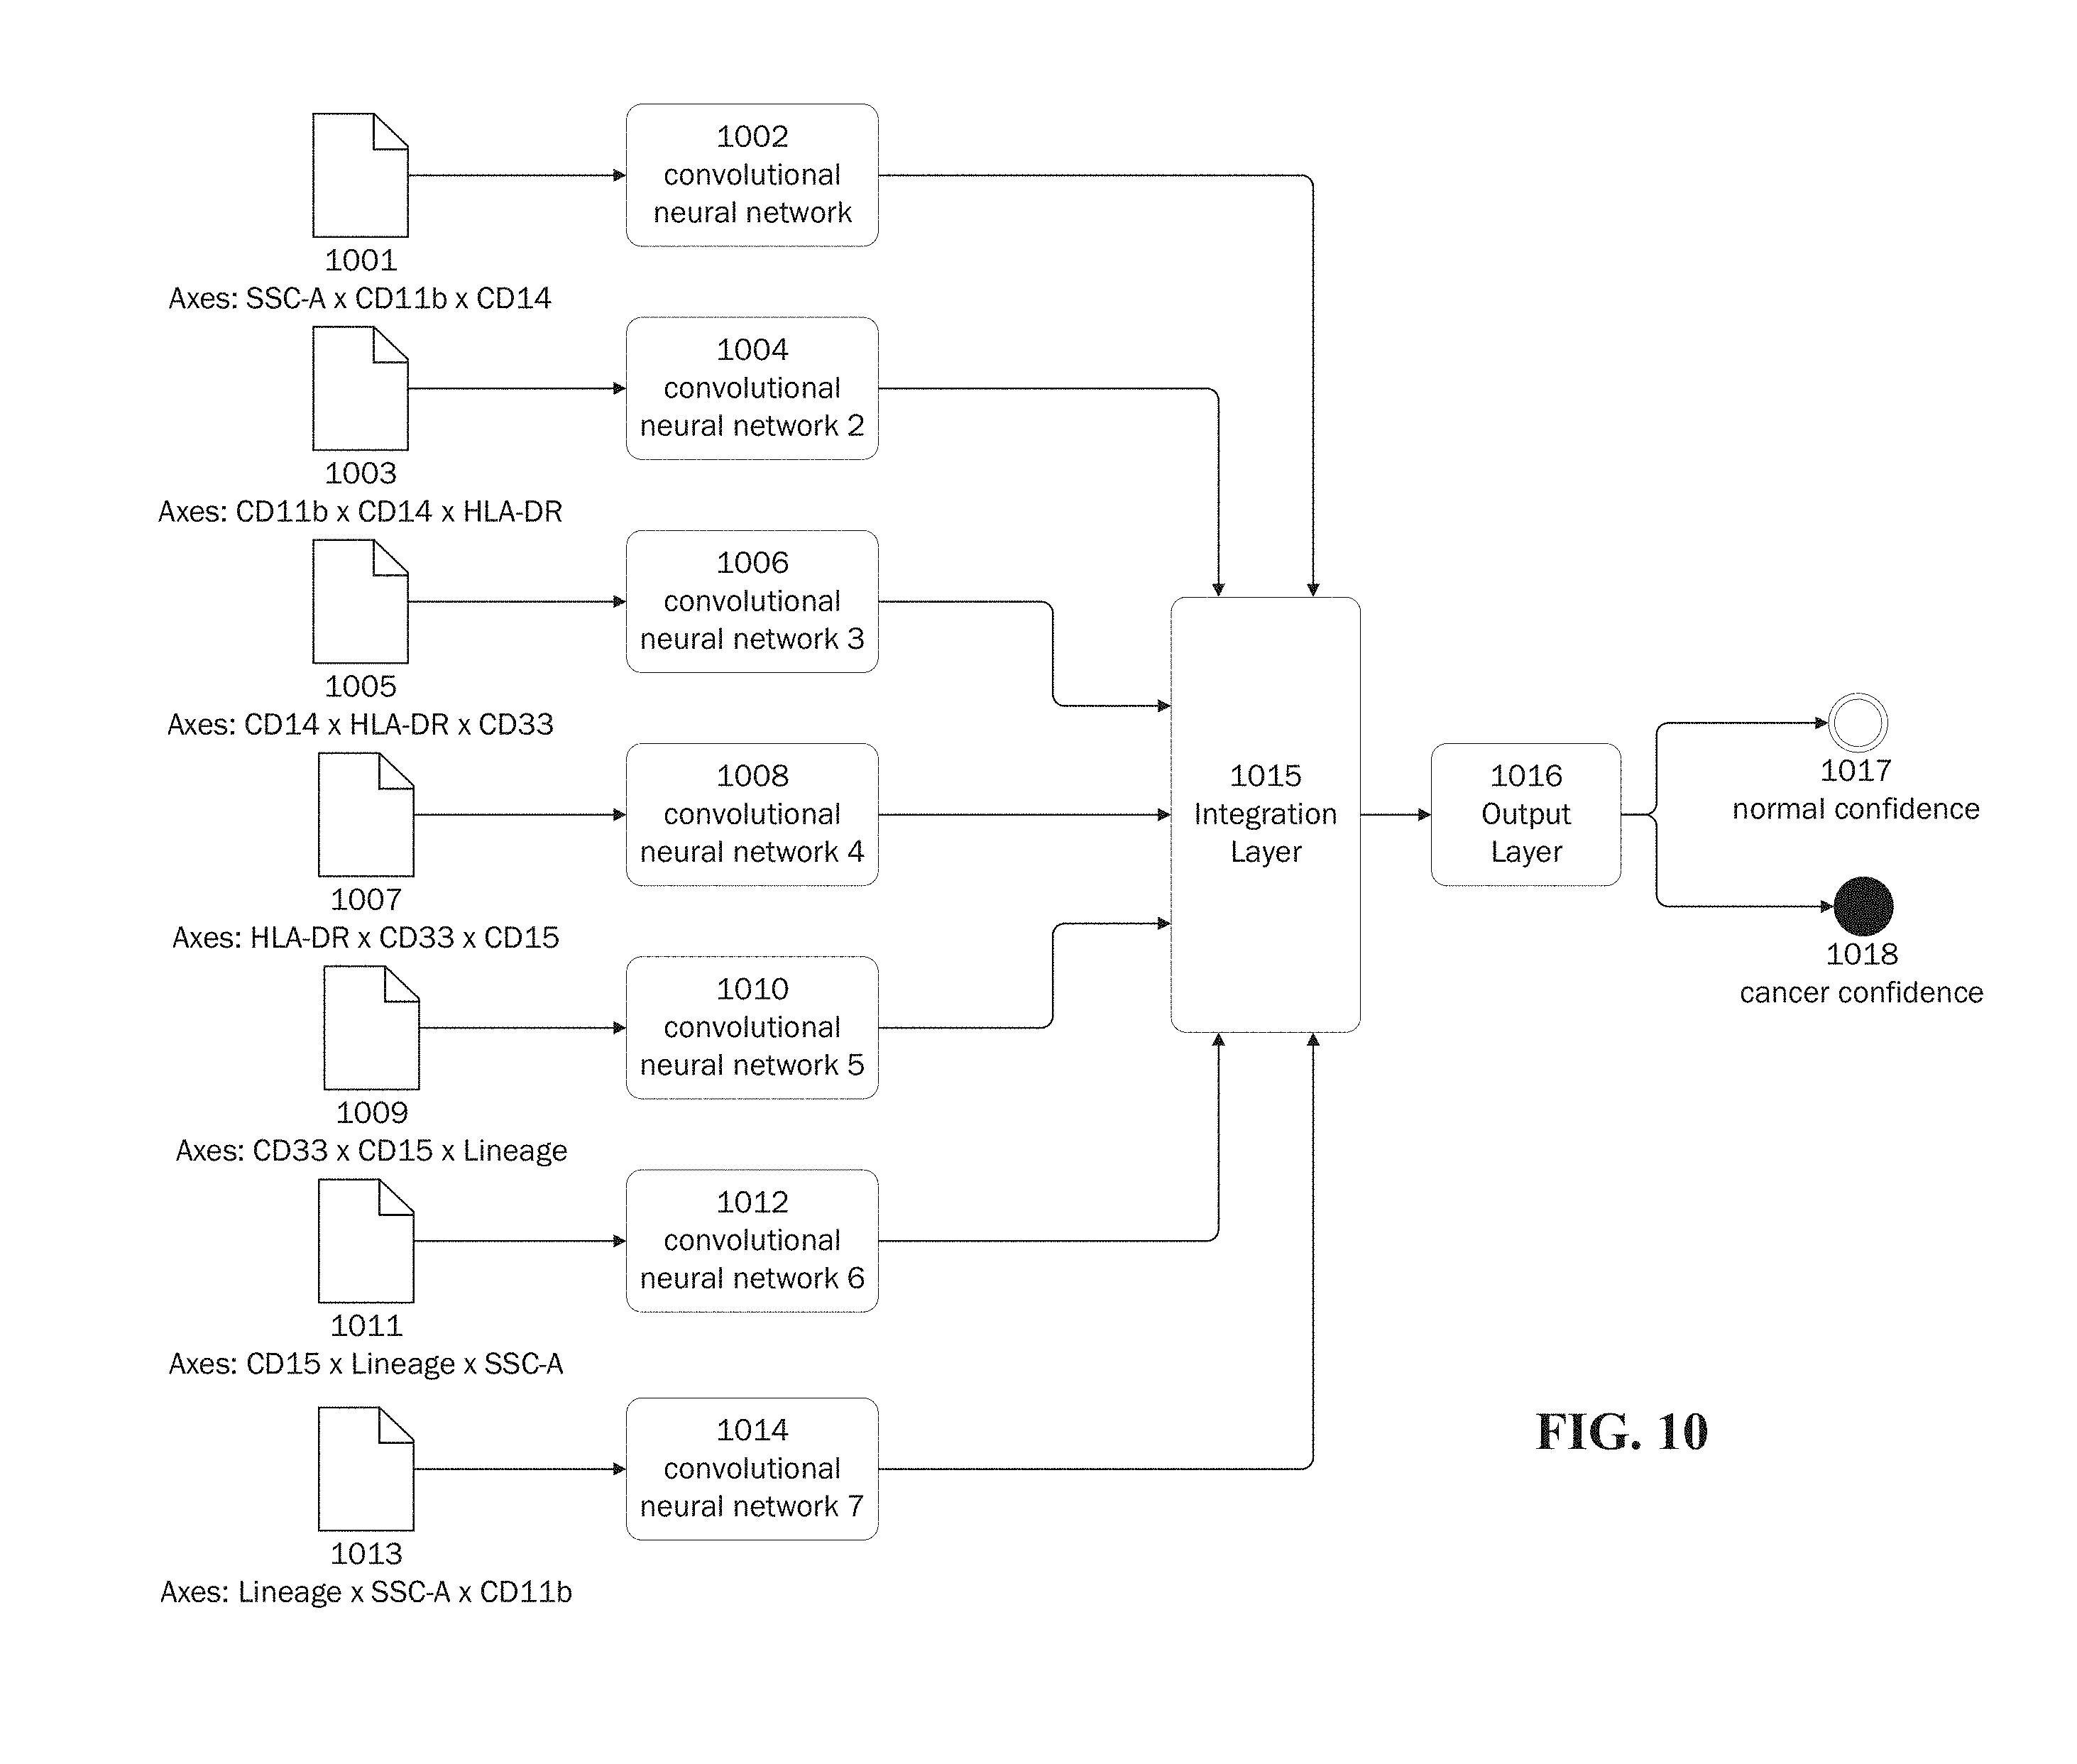 1002
convolutional
neural network
1001
Axes: SSC-A x CD11b x CD14
1004
convolutional
neural network 2
1003
Axes: CD11b x CD14 x HLA-DR
1006
convolutional
neural network 3
1005
Axes: CD14 x HLA-DR x CD33
1008
convolutional
neural network 4
1007
Axes: HLA-DR x CD33 x CD15
1010
convolutional
neural network 5
1009
Axes: CD33 x CD15 x Lineage
1012
convolutional
neural network 6
1011
Axes: CD15 x Lineage x SSC-A
1014
convolutional
neural network 7
1013
Axes: Lineage x SSC-A x CD11b
1015
Integration
Layer
1016
Output
Layer
1017
normal confidence
1018
cancer confidence
FIG. 10